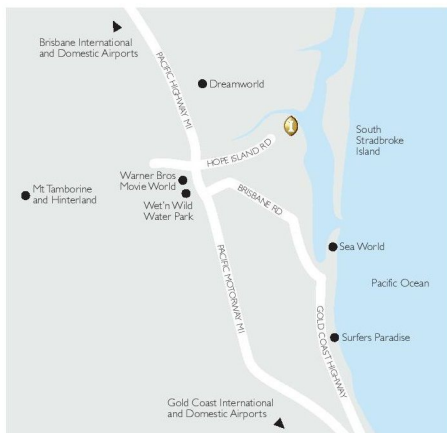 Brisbane International
and Domestic Airports
PACIFIC HIGHWAY M1
Dreamworld
South
Stradbroke
Island
HOPE ISLAND RD
Warner Bros
Movie World
Mt Tamborine
and Hinterland
Wet'n Wild
Water Park
BRISBANE RD
Sea World
PACIFIC MOTORWAY M1
Pacific Ocean
GOLD COAST HIGHWAY
Surfers Paradise
Gold Coast International
and Domestic Airports